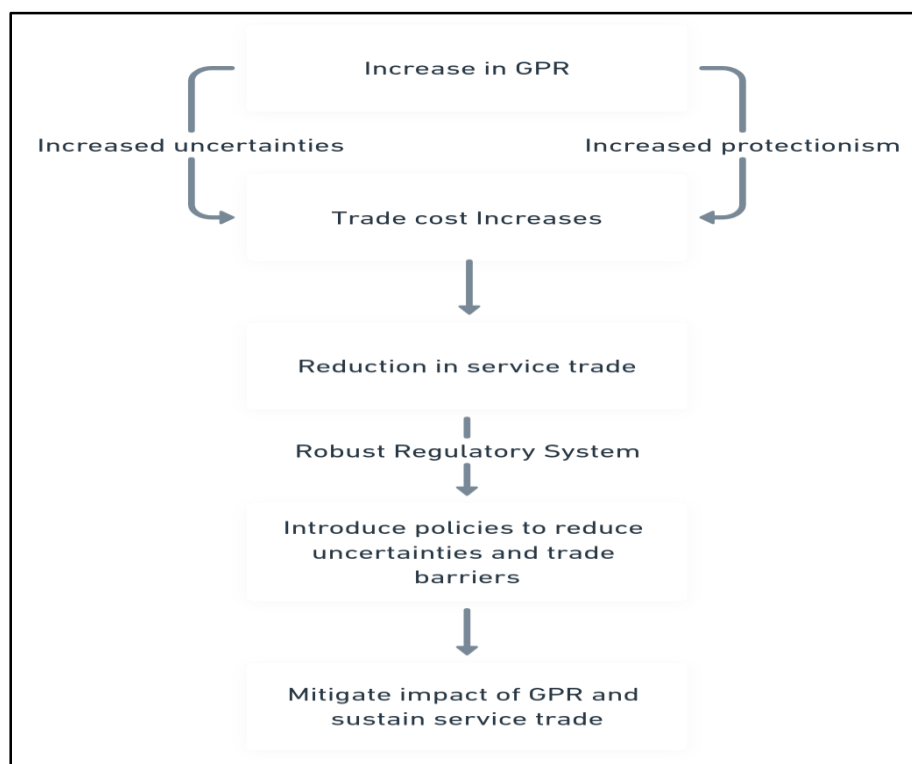 Increase in GPR
Increased uncertainties
Increased protectionism
Trade cost Increases
Reduction in service trade
Robust Regulatory System
Introduce policies to reduce
uncertainties and trade
barriers
Mitigate impact of GPR and
sustain service trade